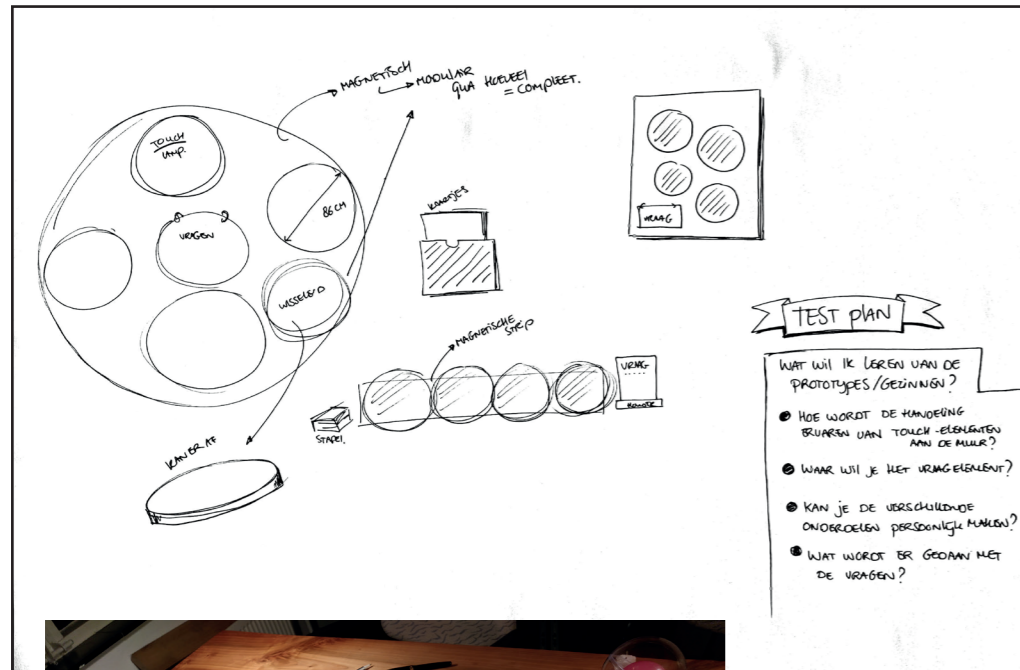 MAGNETISCH
MODULAIR
QUA HOEVEEL
= COMPLEET.
TOUCH
LAMP.
86 CM
VRAGEN
WISSELEND
KAARTJES
VRAAG
MAGNETISCHE
STRIP
VRAAG
STAPEL.
KAN ER AF
TEST PLAN
WAT WIL IK LEREN VAN DE
PROTOTYPES/GEZINNEN?
HOE WORDT DE HANDELING
ERVAREN VAN TOUCH-ELEMENTEN
AAN DE MUUR?
WAAR WIL JE HET VRAAGELEMENT?
KAN JE DE VERSCHILLENDE
ONDERDELEN PERSOONLIJK MAKEN?
WAT WORDT ER GEDAAN MET
DE VRAGEN?